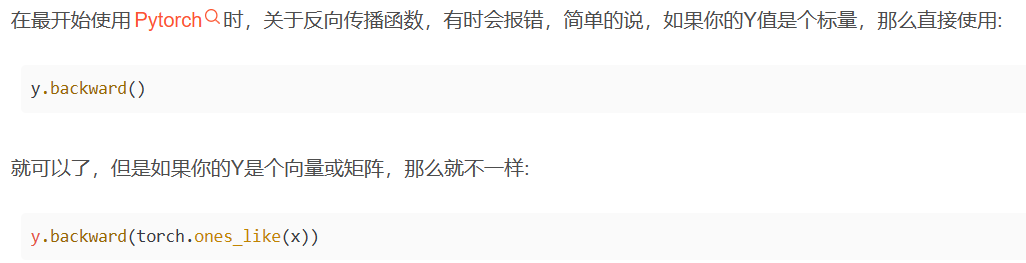 在最开始使用Pytorch时，关于反向传播函数，有时会报错，简单的说，如果你的Y值是个标量，那么直接使用:
y.backward()
就可以了，但是如果你的Y是个向量或矩阵，那么就不一样:
y.backward(torch.ones_like(x))